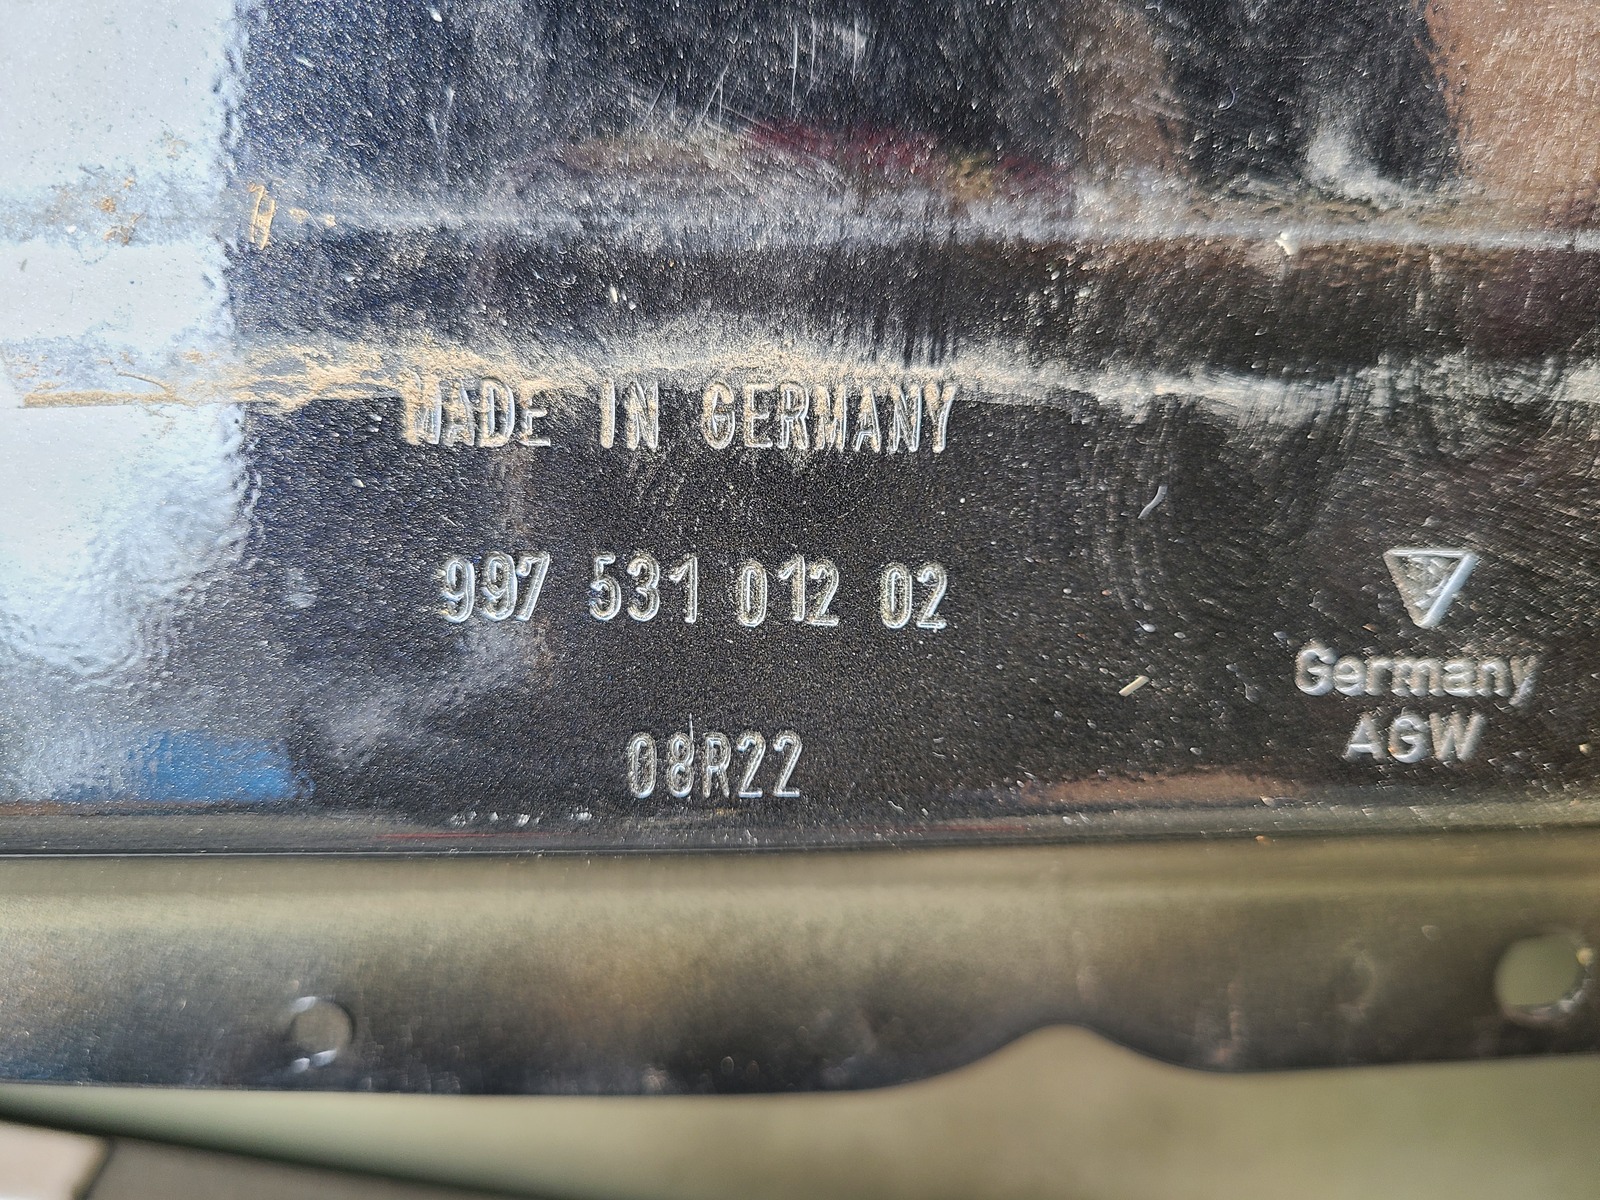 MADE IN GERMANY
997 531 012 02
08R22
Germany
AGW